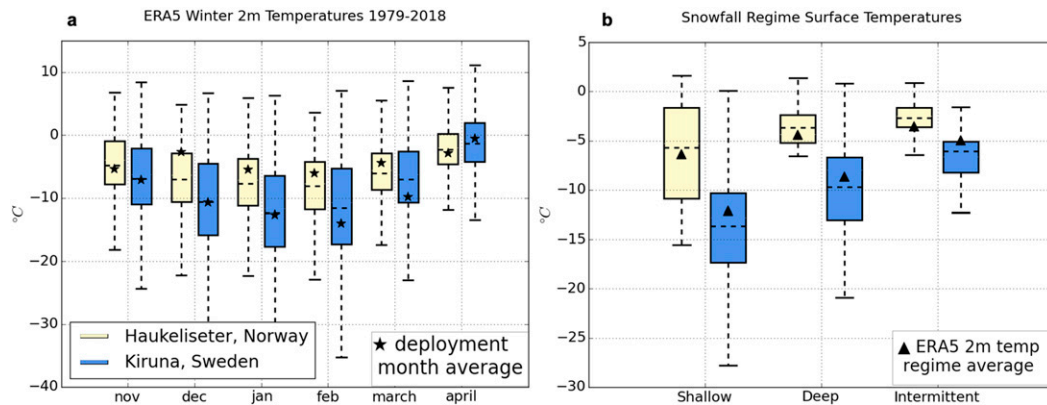 a
ERA5 Winter 2m Temperatures 1979-2018
10
0
−10
−20
−30
−40
°C
nov
dec
jan
feb
march
april
Haukeliseter, Norway
Kiruna, Sweden
★ deployment
month average
b
Snowfall Regime Surface Temperatures
5
0
−5
−10
−15
−20
−25
−30
°C
Shallow
Deep
Intermittent
▲ ERA5 2m temp
regime average